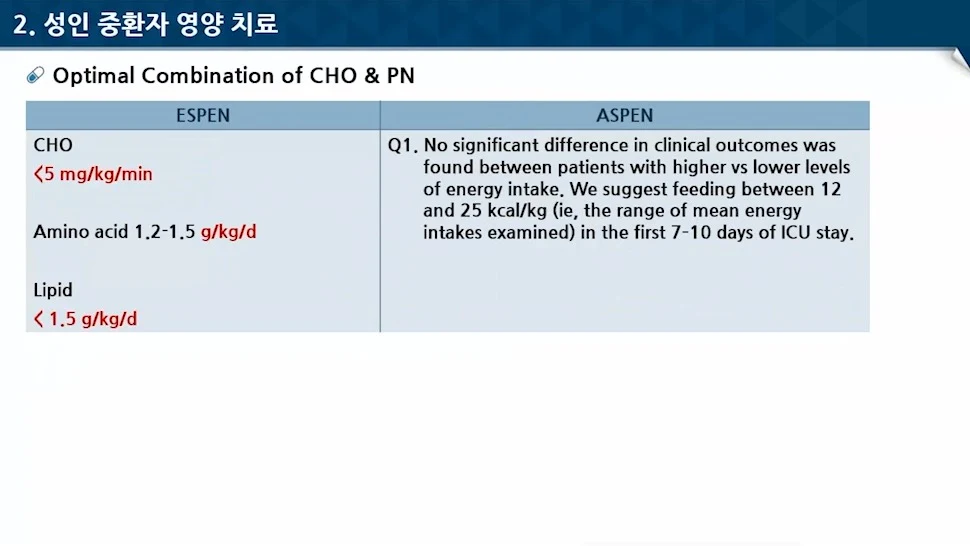 2. 성인 중환자 영양 치료
Optimal Combination of CHO & PN
ESPEN
ASPEN
CHO
<5 mg/kg/min
Amino acid 1.2-1.5 g/kg/d
Lipid
< 1.5 g/kg/d
Q1. No significant difference in clinical outcomes was
found between patients with higher vs lower levels
of energy intake. We suggest feeding between 12
and 25 kcal/kg (ie, the range of mean energy
intakes examined) in the first 7-10 days of ICU stay.